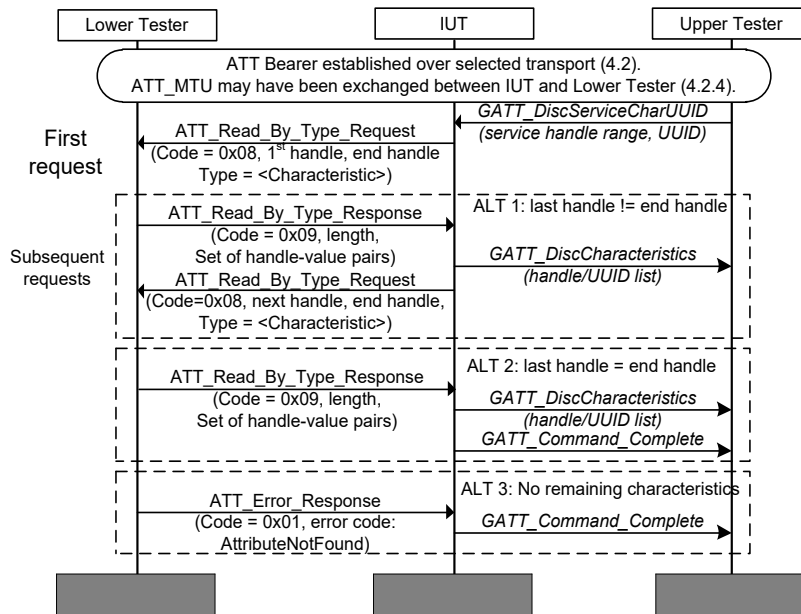 Lower Tester
IUT
Upper Tester
ATT Bearer established over selected transport (4.2).
ATT_MTU may have been exchanged between IUT and Lower Tester (4.2.4).
GATT_DiscServiceCharUUID
(service handle range, UUID)
First
request
ATT_Read_By_Type_Request
(Code = 0x08, 1st handle, end handle
Type = <Characteristic>)
ALT 1: last handle != end handle
ATT_Read_By_Type_Response
(Code = 0x09, length,
Set of handle-value pairs)
Subsequent
requests
GATT_DiscCharacteristics
(handle/UUID list)
ATT_Read_By_Type_Request
(Code=0x08, next handle, end handle,
Type = <Characteristic>)
ALT 2: last handle = end handle
ATT_Read_By_Type_Response
(Code = 0x09, length,
Set of handle-value pairs)
GATT_DiscCharacteristics
(handle/UUID list)
GATT_Command_Complete
ALT 3: No remaining characteristics
ATT_Error_Response
(Code = 0x01, error code:
AttributeNotFound)
GATT_Command_Complete